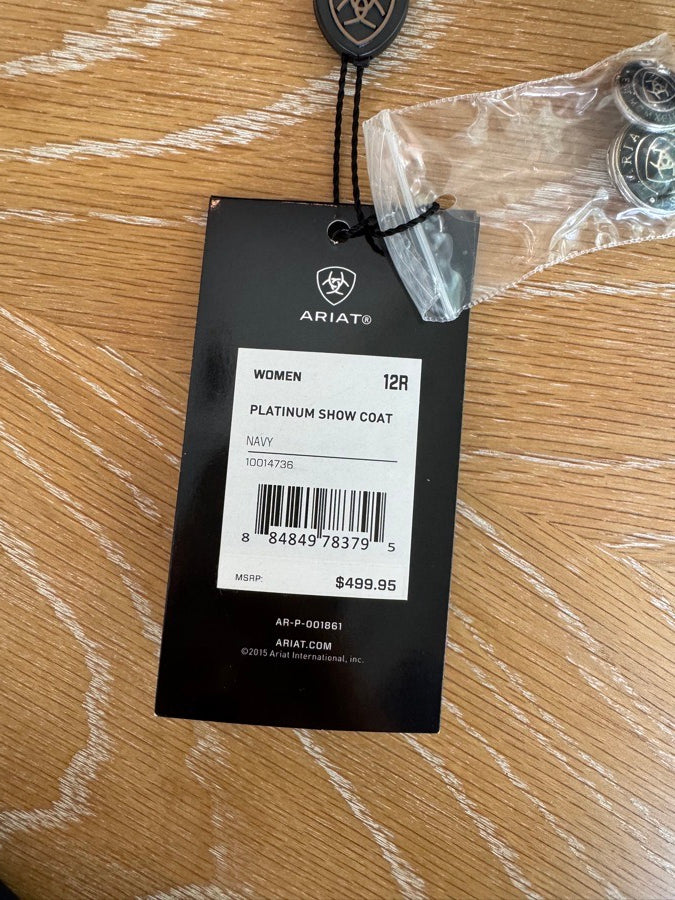 ARIAT®
WOMEN 12R
PLATINUM SHOW COAT
NAVY
10014736
8 84849 78379 5
MSRP: $499.95
AR-P-001861
ARIAT.COM
©2015 Ariat International, inc.